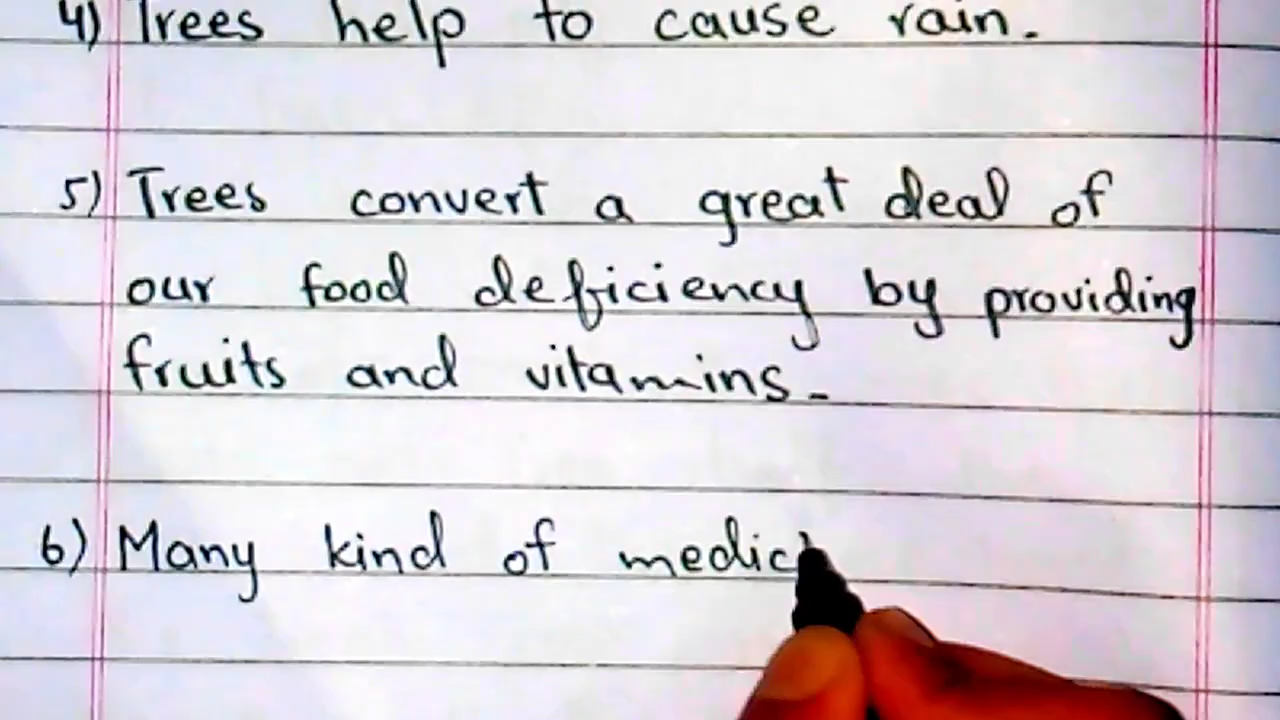 4) Trees help to cause rain.
5) Trees convert a great deal of
our food deficiency by providing
fruits and vitamins.
6) Many kind of medici